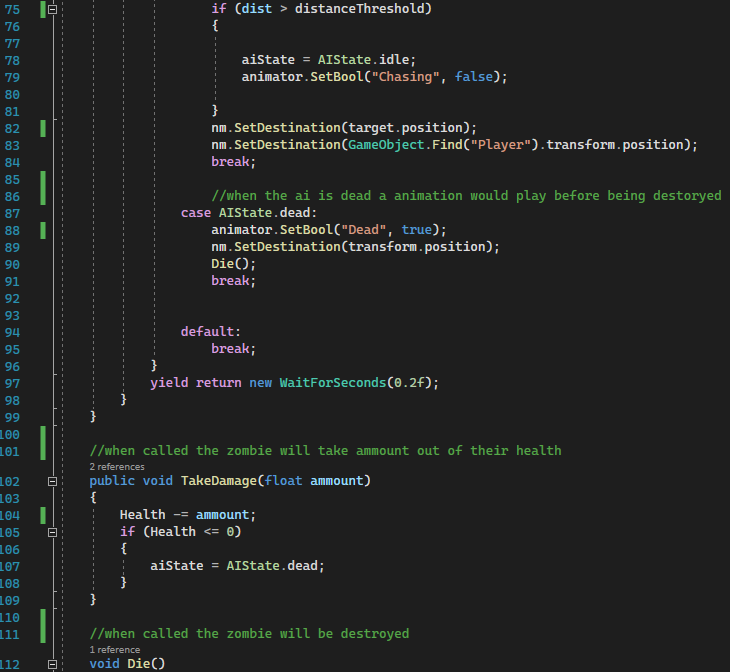 75 if (dist > distanceThreshold)
76 {
77
78 aiState = AIState.idle;
79 animator.SetBool("Chasing", false);
80
81 }
82 nm.SetDestination(target.position);
83 nm.SetDestination(GameObject.Find("Player").transform.position);
84 break;
85
86 //when the ai is dead a animation would play before being destoryed
87 case AIState.dead:
88 animator.SetBool("Dead", true);
89 nm.SetDestination(transform.position);
90 Die();
91 break;
92
93
94 default:
95 break;
96 }
97 yield return new WaitForSeconds(0.2f);
98 }
99 }
100
101 //when called the zombie will take ammount out of their health
2 references
102 public void TakeDamage(float ammount)
103 {
104 Health -= amount;
105 if (Health <= 0)
106 {
107 aiState = AIState.dead;
108 }
109 }
110
111 //when called the zombie will be destroyed
1 reference
112 void Die()